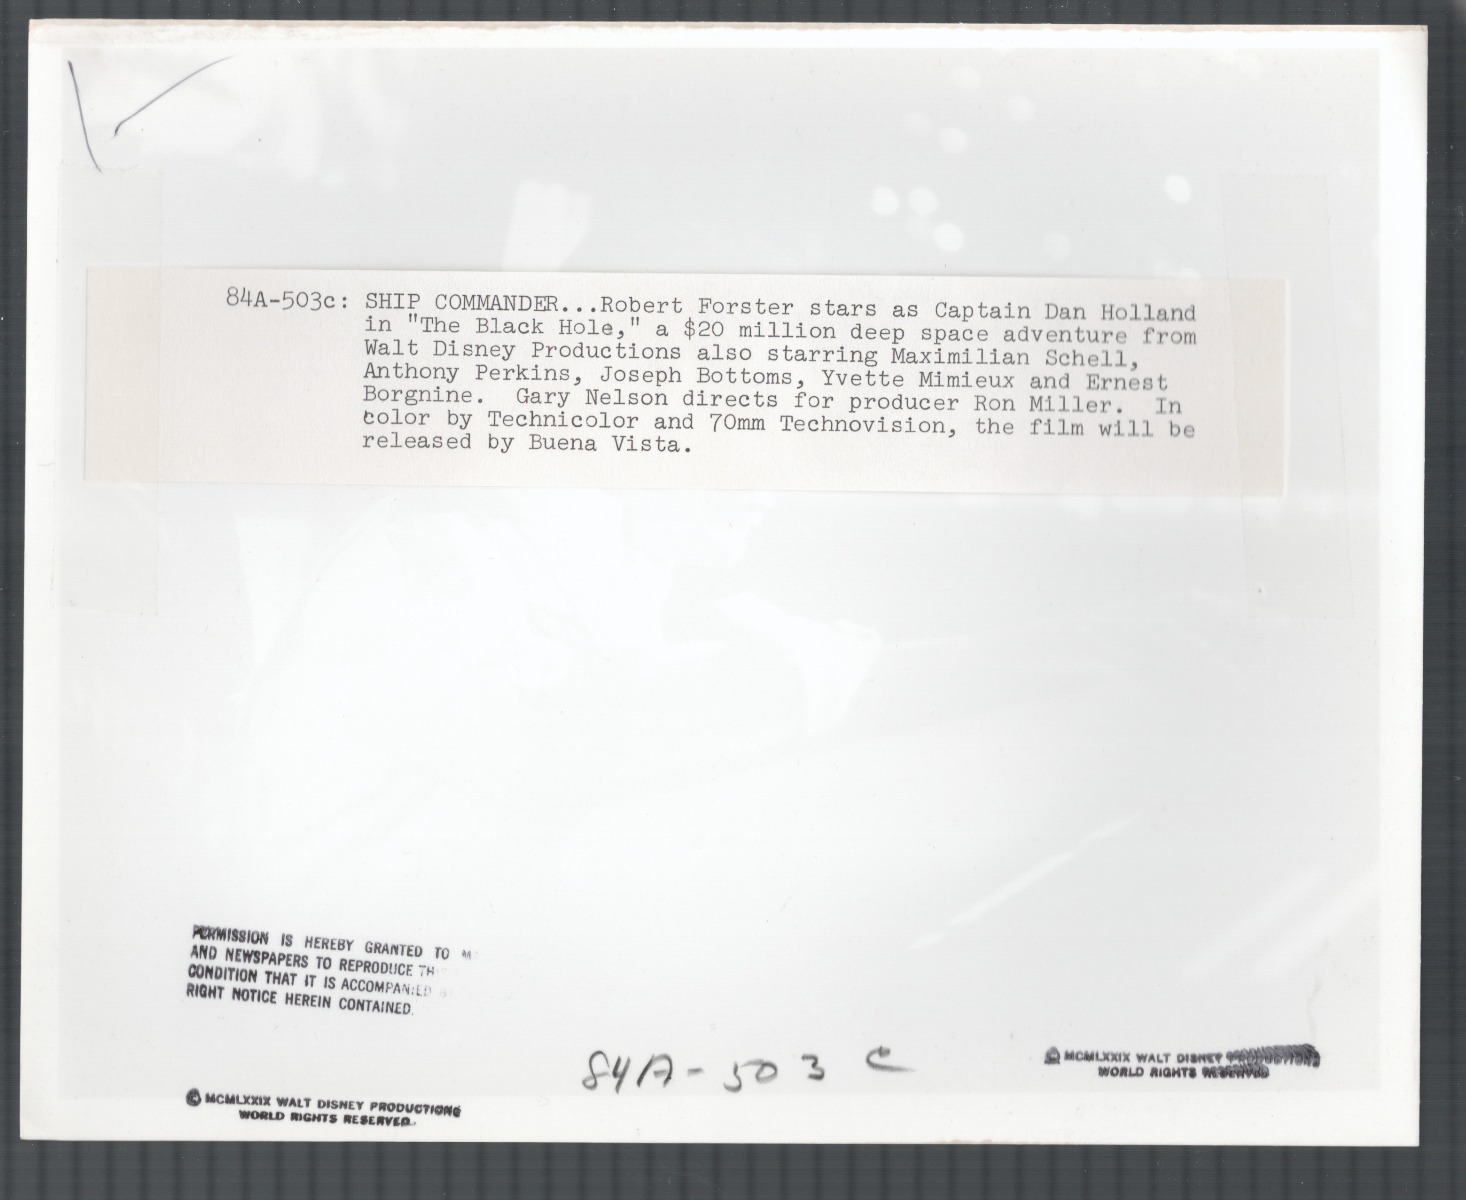 84A-503c: SHIP COMMANDER...Robert Forster stars as Captain Dan Holland
in "The Black Hole," a $20 million deep space adventure from
Walt Disney Productions also starring Maximilian Schell,
Anthony Perkins, Joseph Bottoms, Yvette Mimieux and Ernest
Borgnine. Gary Nelson directs for producer Ron Miller. In
color by Technicolor and 70mm Technovision, the film will be
released by Buena Vista.
PERMISSION IS HEREBY GRANTED TO M
AND NEWSPAPERS TO REPRODUCE TH
CONDITION THAT IT IS ACCOMPANIED
RIGHT NOTICE HEREIN CONTAINED.
84A-503 C
© MCMLXXIX WALT DISNEY PRODUCTIONS
WORLD RIGHTS RESERVED
© MCMLXXIX WALT DISNEY PRODUCTIONS
WORLD RIGHTS RESERVED.